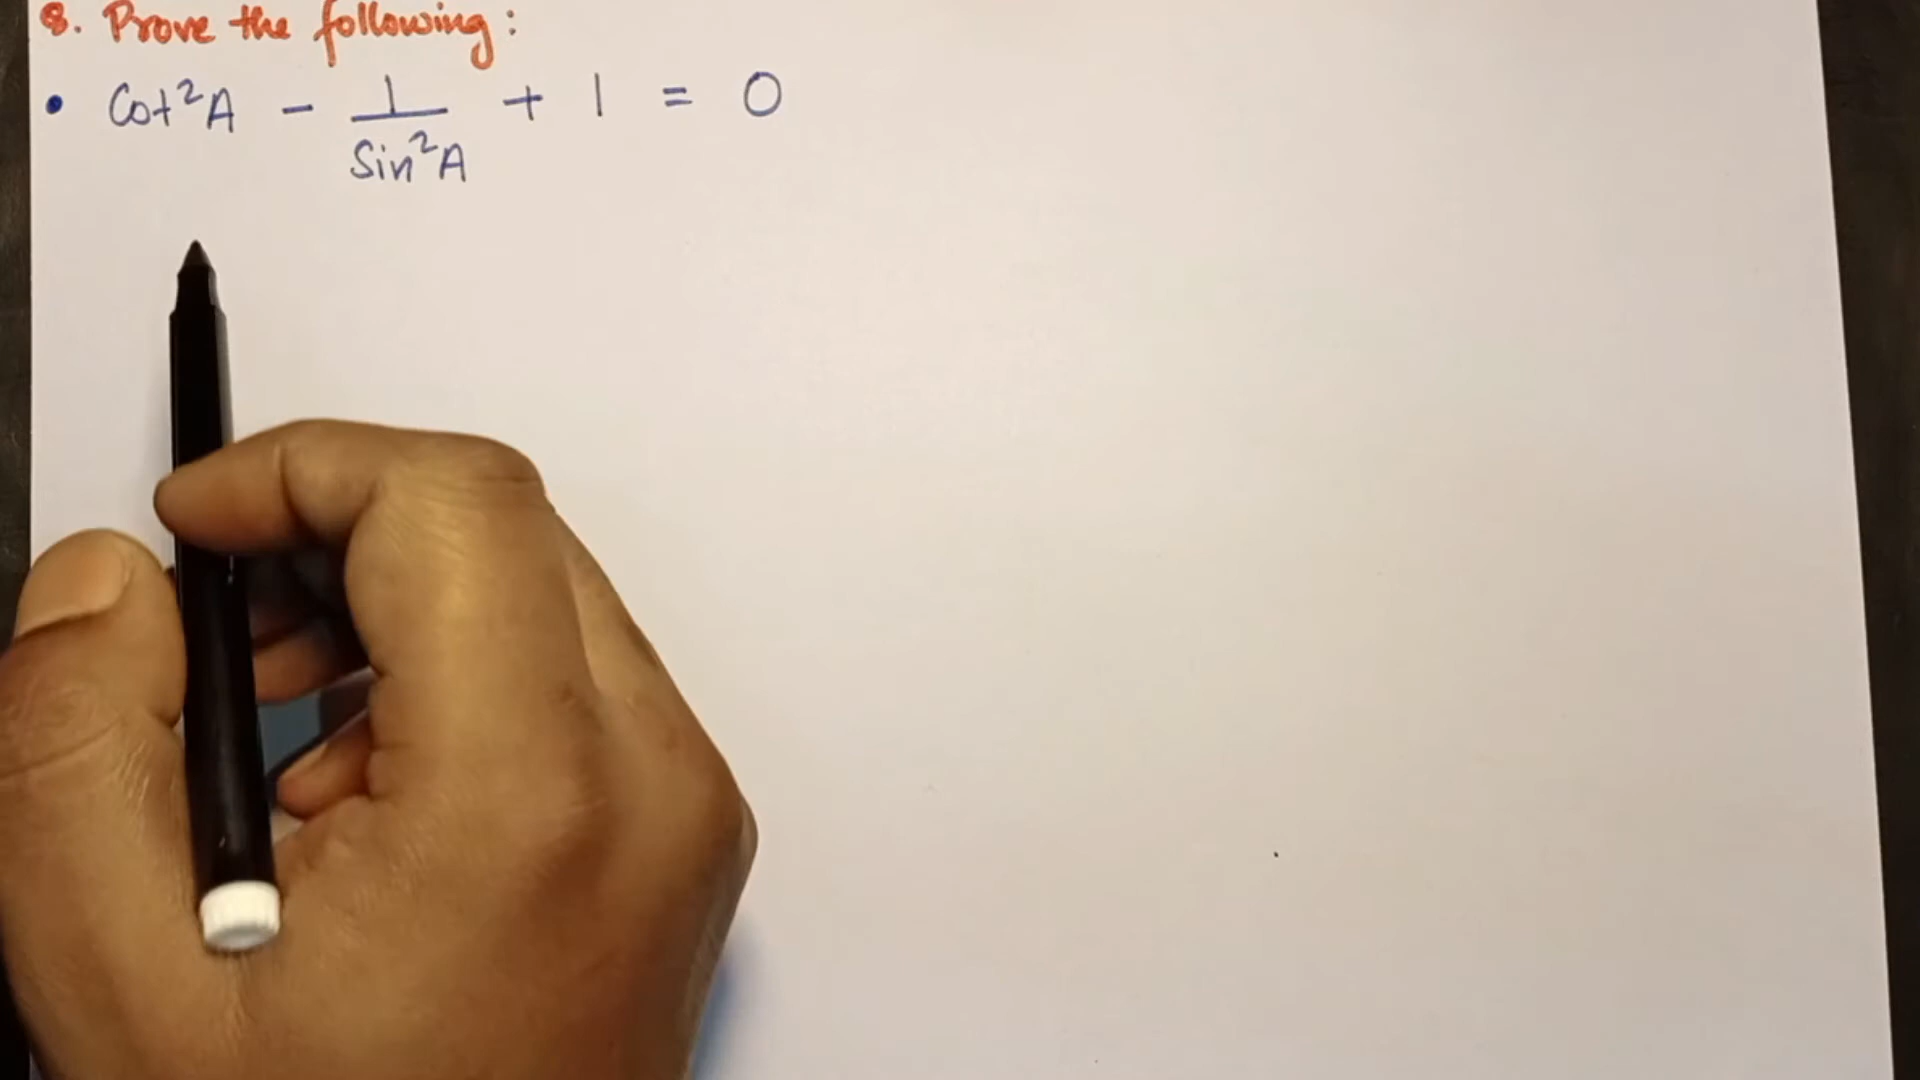 8. Prove the following:
• Cot²A - 1/Sin²A + 1 = 0